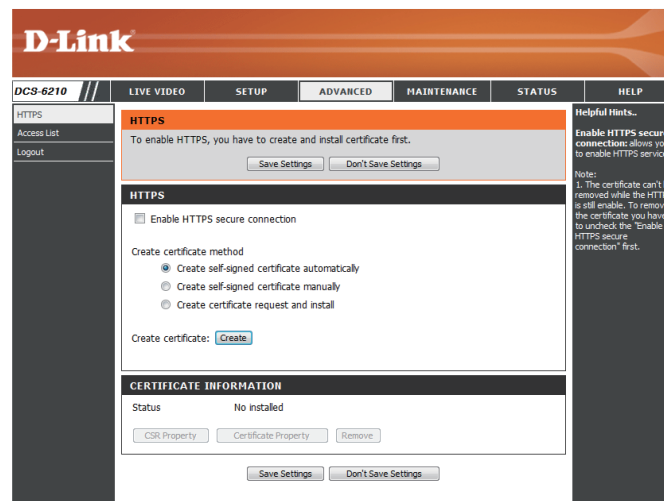 D-Link
DCS-6210
LIVE VIDEO
SETUP
ADVANCED
MAINTENANCE
STATUS
HELP
HTTPS
Access List
Logout
HTTPS
To enable HTTPS, you have to create and install certificate first.
Save Settings
Don't Save Settings
HTTPS
Enable HTTPS secure connection
Create certificate method
Create self-signed certificate automatically
Create self-signed certificate manually
Create certificate request and install
Create certificate:
Create
CERTIFICATE INFORMATION
Status
No installed
CSR Property
Certificate Property
Remove
Save Settings
Don't Save Settings
Helpful Hints..
Enable HTTPS secure
connection: allows yo
to enable HTTPS servic
Note:
1. The certificate can't
removed while the HTT
is still enable. To remov
the certificate you have
to uncheck the "Enable
HTTPS secure
connection" first.